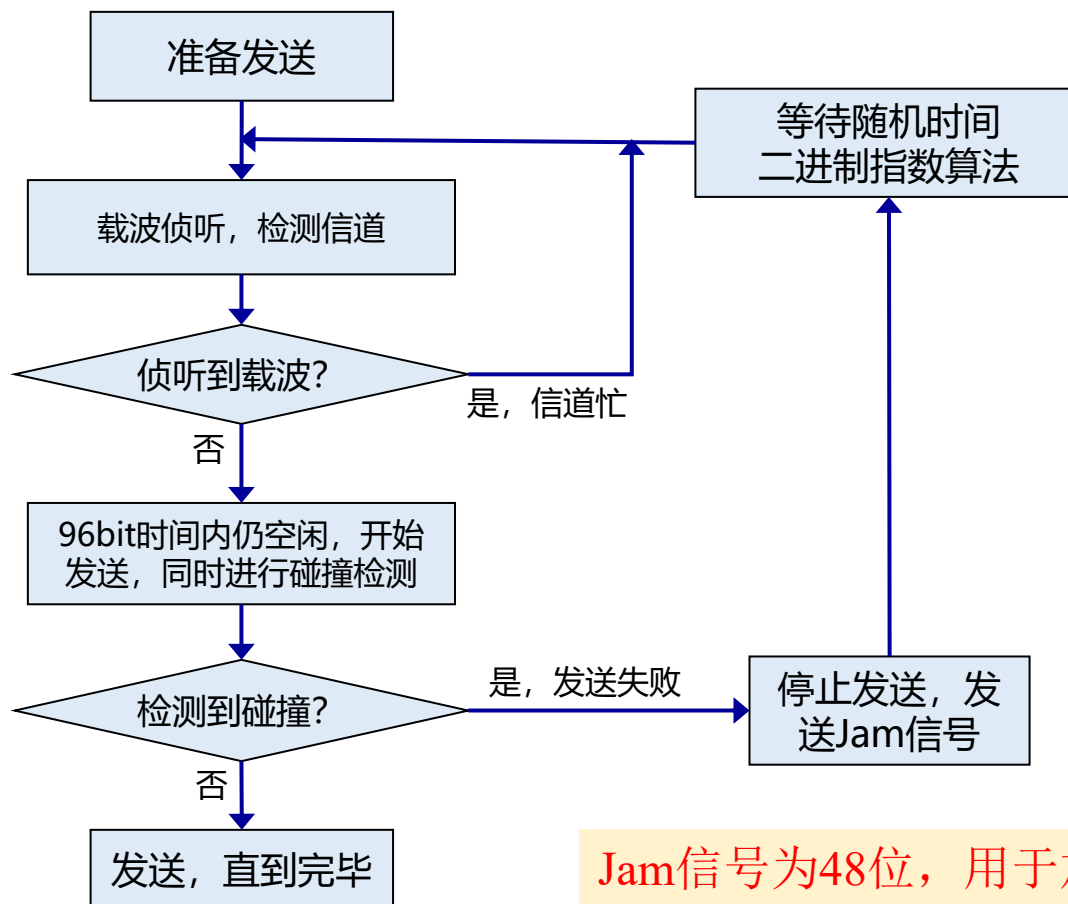 准备发送
等待随机时间
二进制指数算法
载波侦听，检测信道
侦听到载波？
是，信道忙
否
96bit时间内仍空闲，开始
发送，同时进行碰撞检测
检测到碰撞？
是，发送失败
停止发送，发
送Jam信号
否
发送，直到完毕
Jam信号为48位，用于